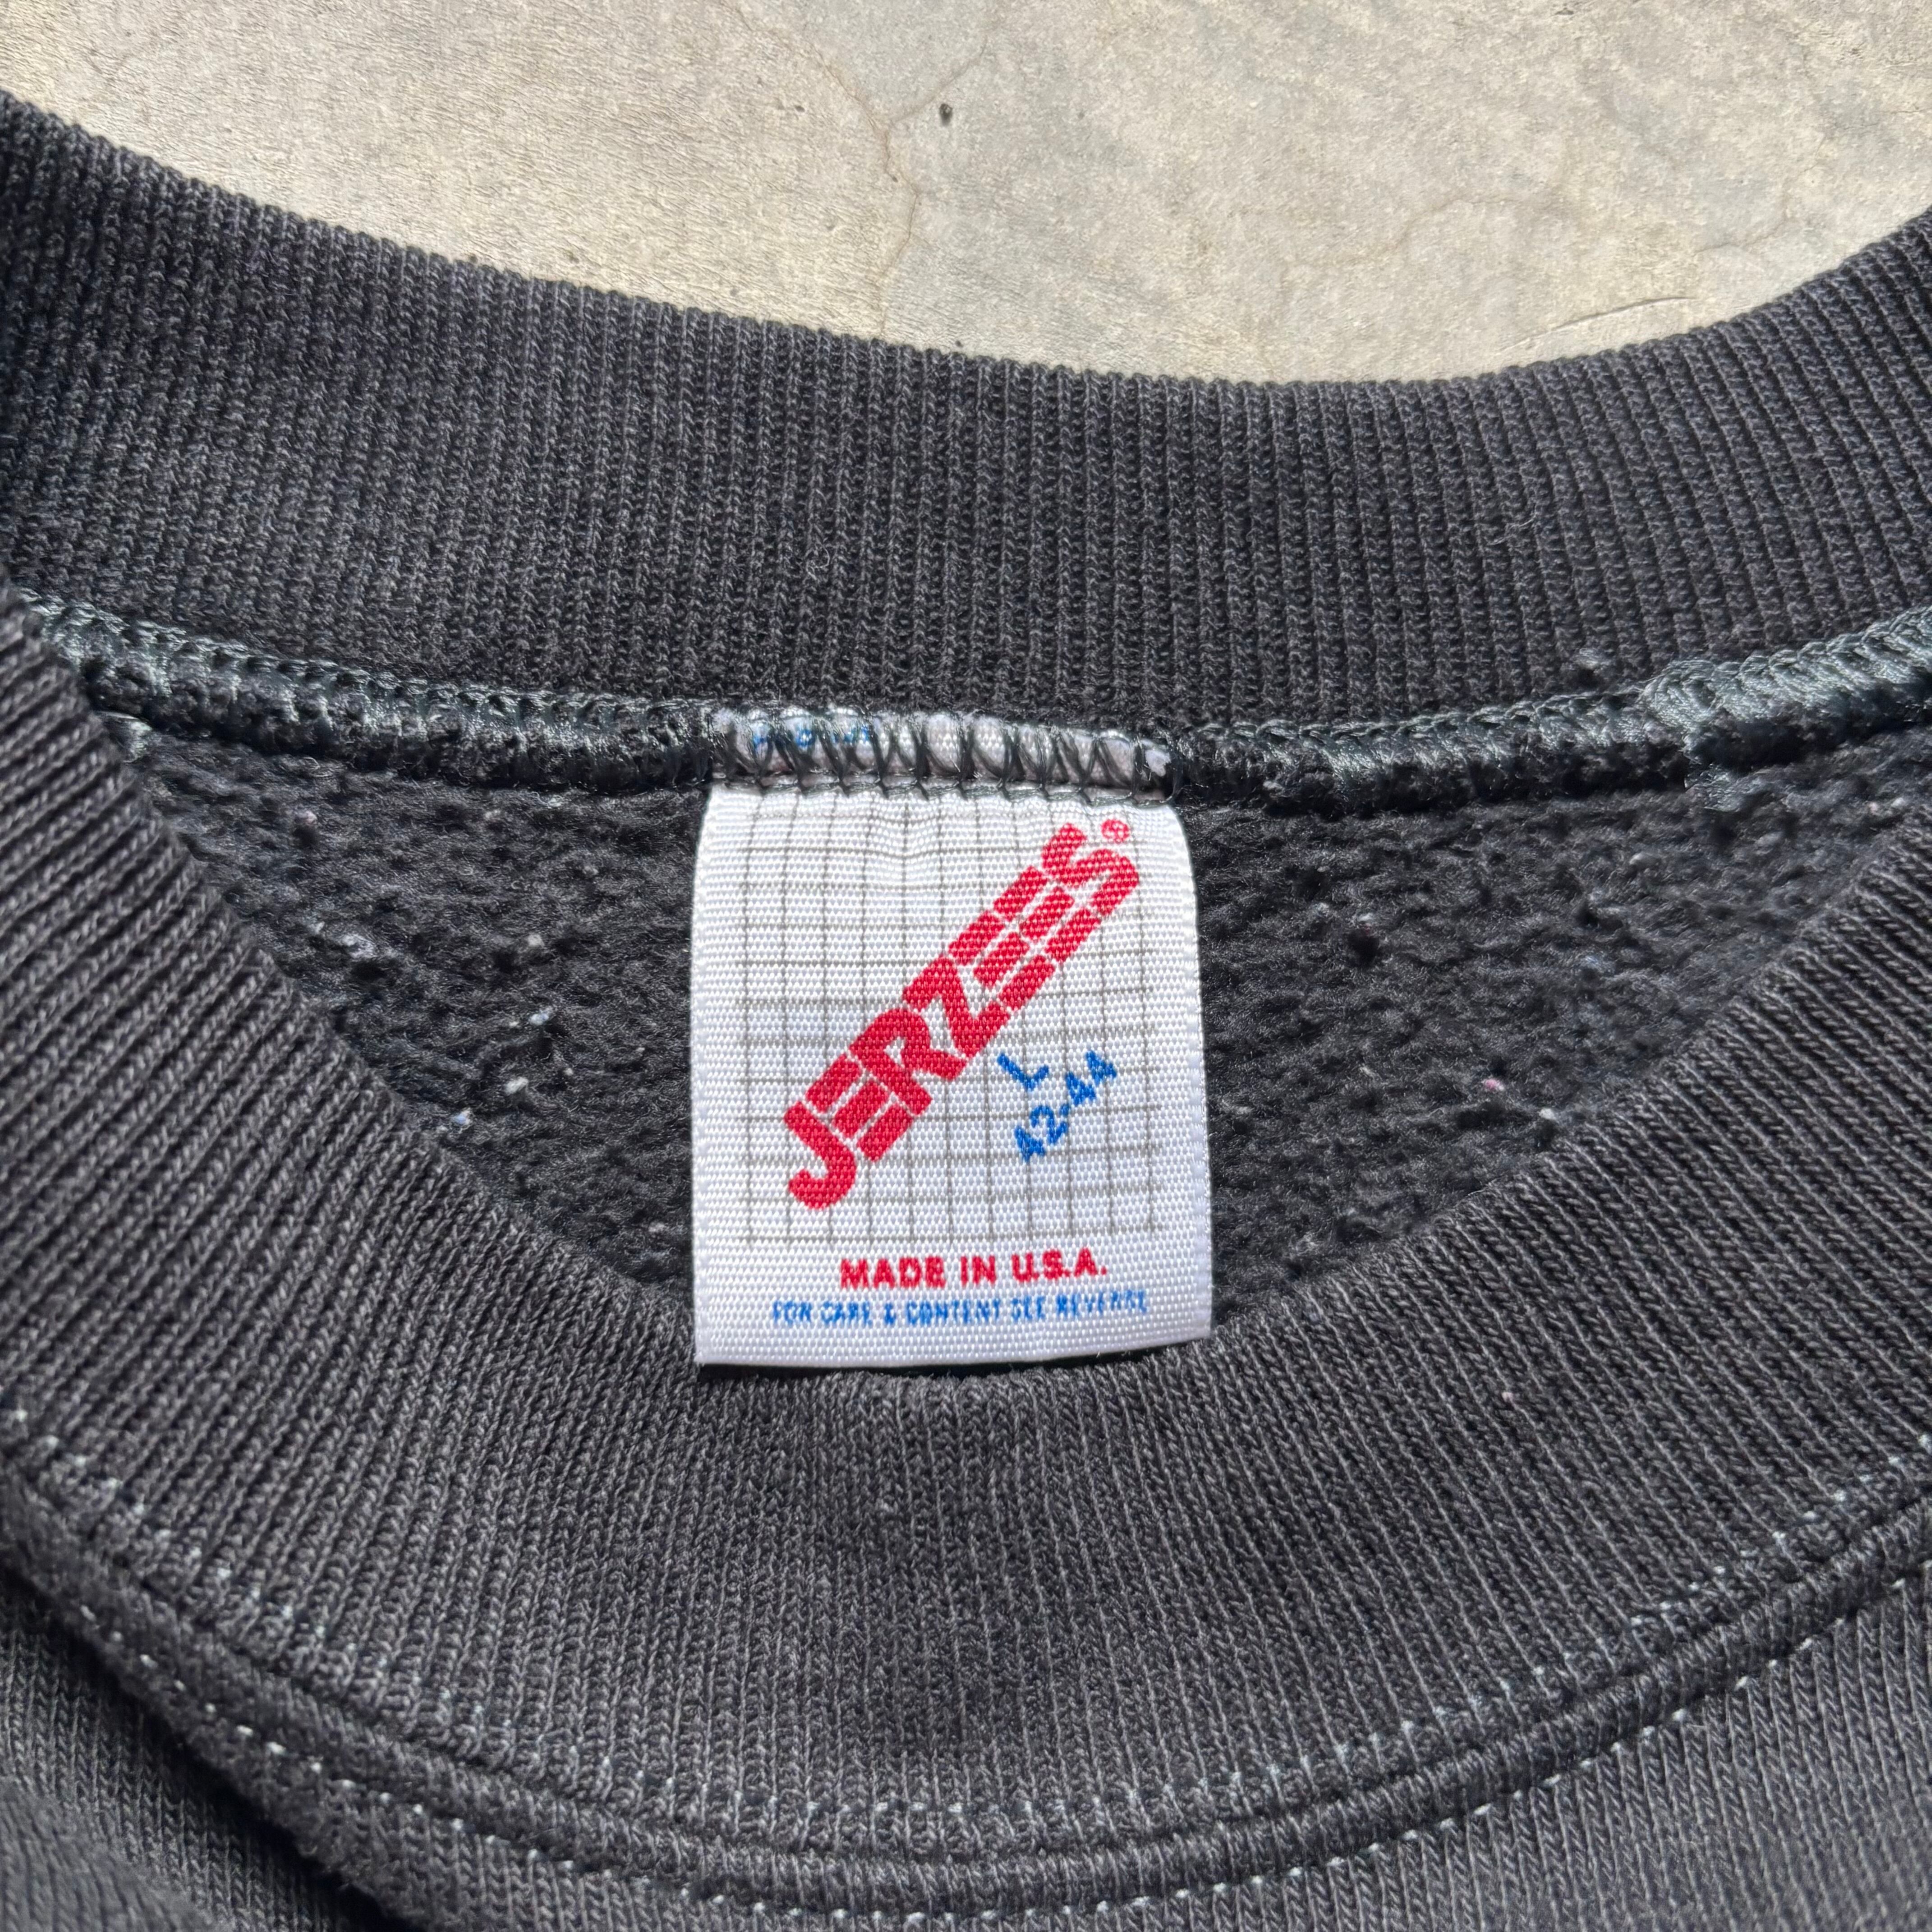 JERZEES®
L
42-44
MADE IN U.S.A.
FOR CARE & CONTENT SEE REVERSE